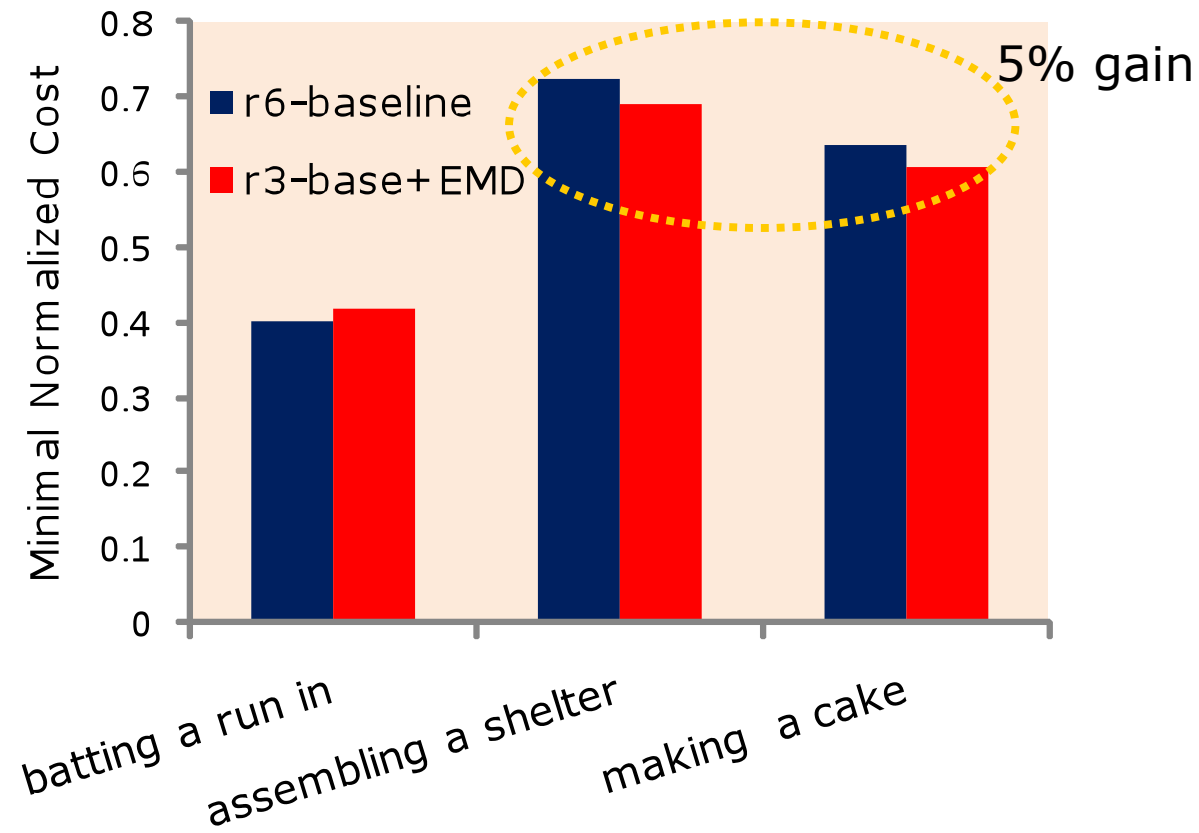 Minimal Normalized Cost
0.8
0.7
0.6
0.5
0.4
0.3
0.2
0.1
0
r6-baseline
r3-base+EMD
5% gain
batting a run in
assembling a shelter
making a cake